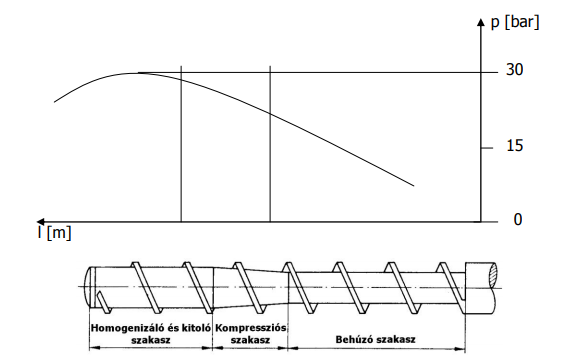 p [bar]
30
15
0
l [m]
Homogenizáló és kitoló szakasz
Kompressziós szakasz
Behúzó szakasz